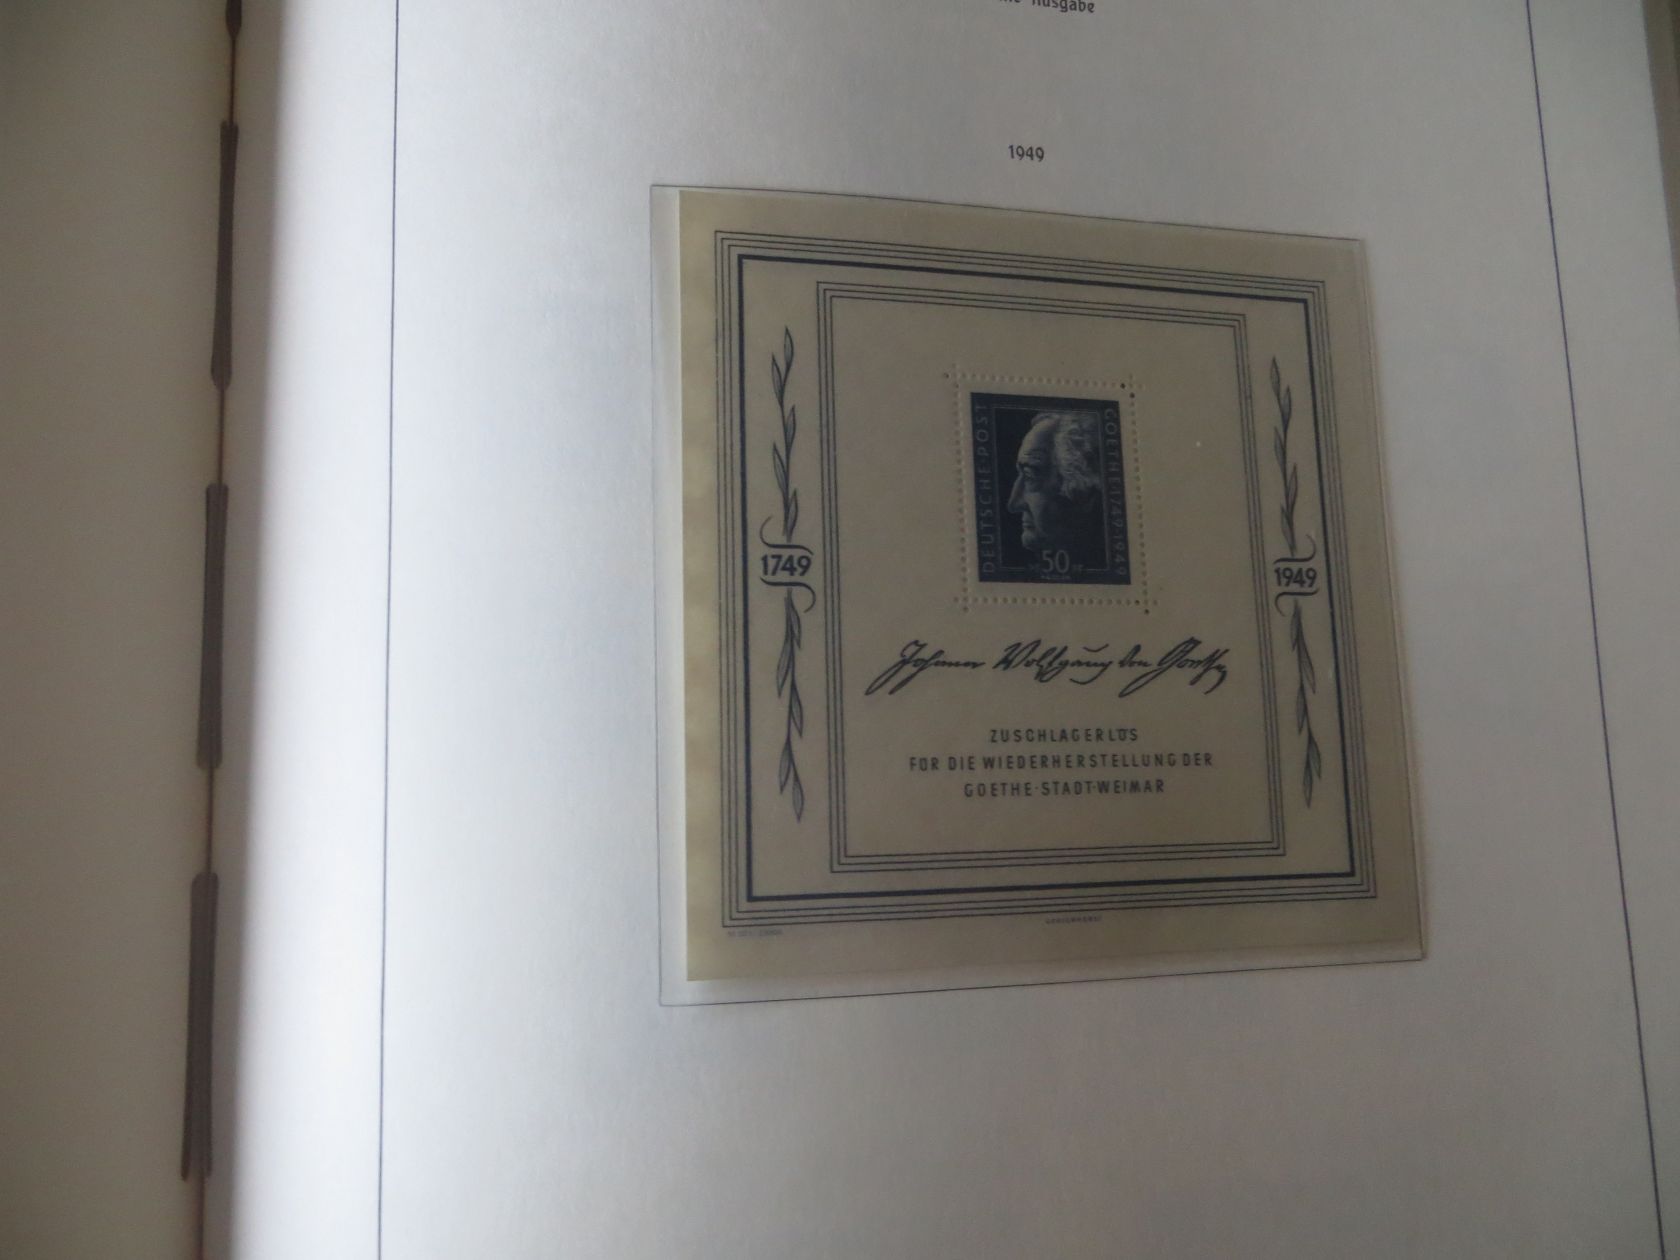 Ausgabe
1949
DEUTSCHE POST
GOETHE·1749·1949
50
1749
1949
Johann Wolfgang von Goethe
ZUSCHLAGERLÖS
FÜR DIE WIEDERHERSTELLUNG DER
GOETHE·STADT·WEIMAR